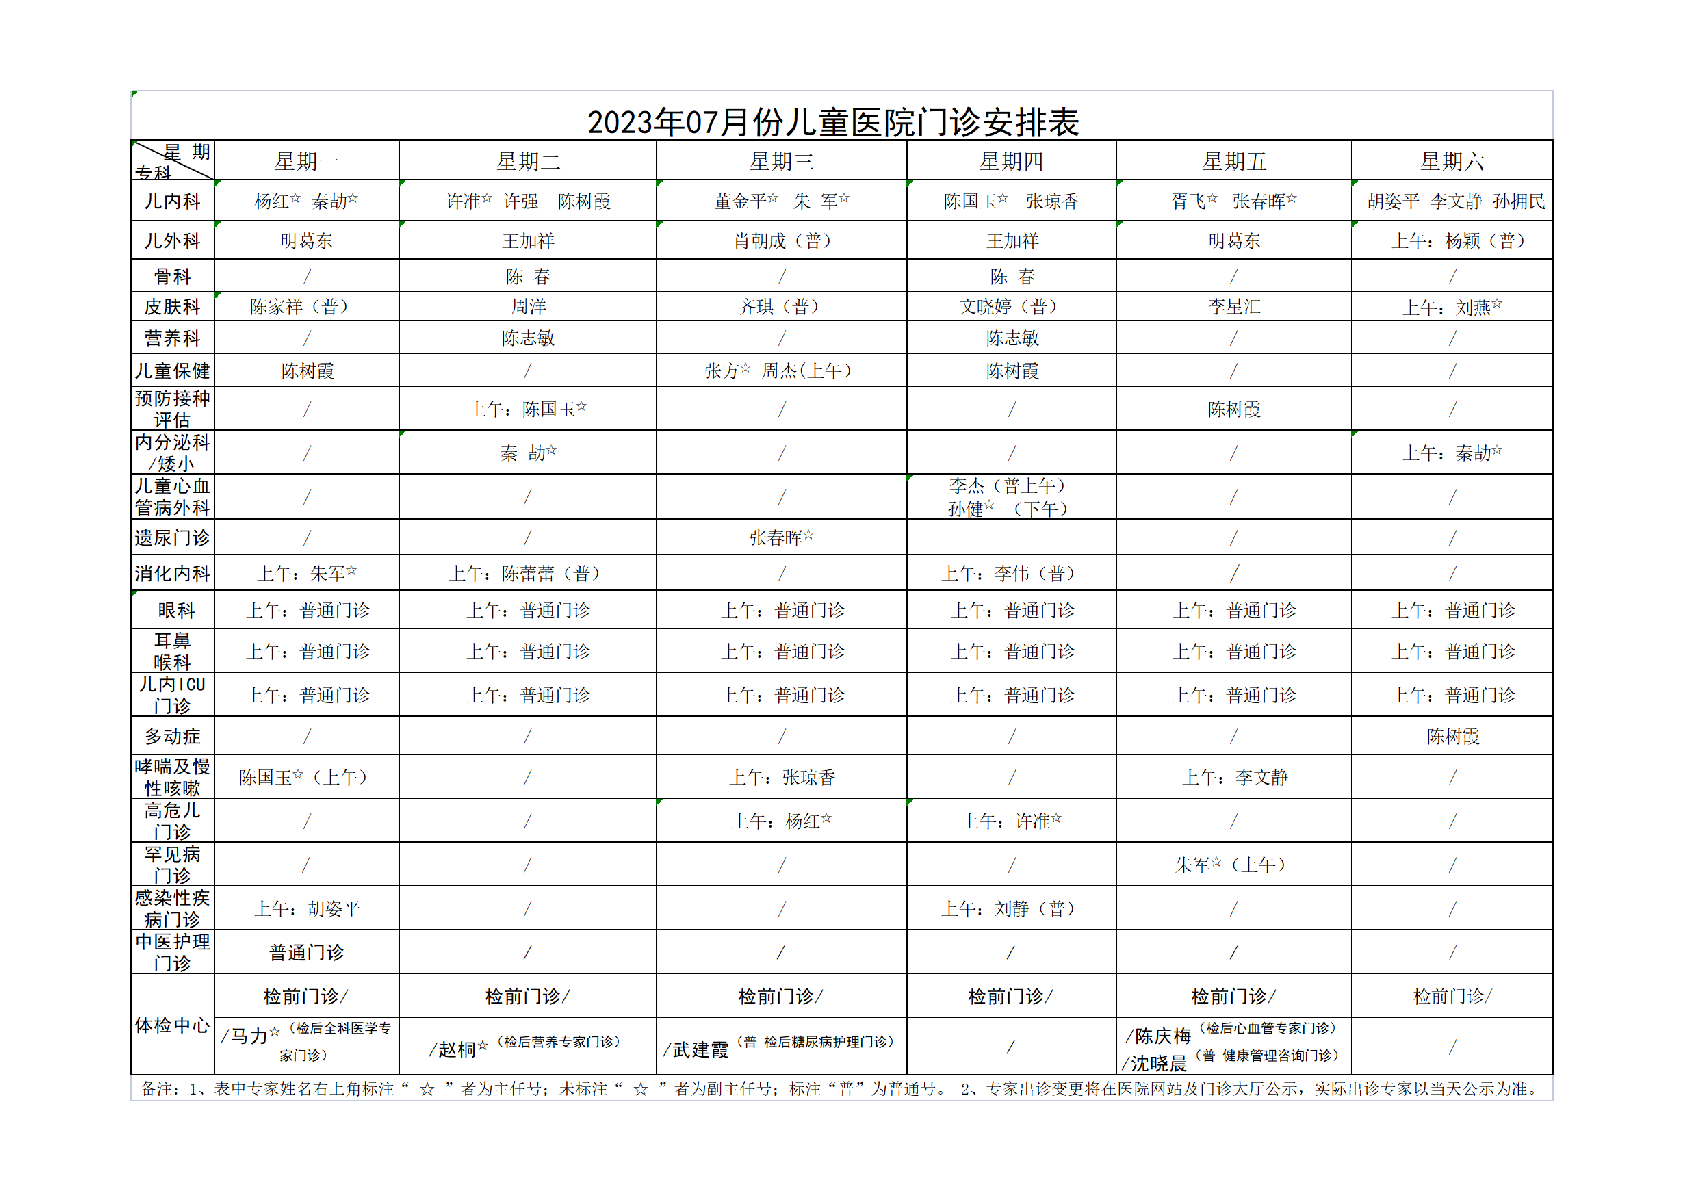 2023年07月份儿童医院门诊安排表
星 期
专科 星期一 星期二 星期三 星期四 星期五 星期六
儿内科 杨红☆ 秦劼☆ 许准☆ 许强 陈树霞 董金平☆ 朱 军☆ 陈国玉☆ 张琼香 胥飞☆ 张春晖☆ 胡姿平 李文静 孙拥民
儿外科 明葛东 王加祥 肖朝成（普） 王加祥 明葛东 上午：杨颖（普）
骨科 / 陈 春 / 陈 春 / /
皮肤科 陈家祥（普） 周洋 齐琪（普） 文晓婷（普） 李星汇 上午：刘燕☆
营养科 / 陈志敏 / 陈志敏 / /
儿童保健 陈树霞 / 张方☆ 周杰(上午） 陈树霞 / /
预防接种
评估 / 上午：陈国玉☆ / / 陈树霞 /
内分泌科
/矮小 / 秦 劼☆ / / / 上午：秦劼☆
儿童心血
管病外科 / / / 李杰（普上午）
孙健☆ （下午） / /
遗尿门诊 / / 张春晖☆ / /
消化内科 上午：朱军☆ 上午：陈蕾蕾（普） / 上午：李伟（普） / /
眼科 上午：普通门诊 上午：普通门诊 上午：普通门诊 上午：普通门诊 上午：普通门诊 上午：普通门诊
耳鼻
喉科 上午：普通门诊 上午：普通门诊 上午：普通门诊 上午：普通门诊 上午：普通门诊 上午：普通门诊
儿内ICU
门诊 上午：普通门诊 上午：普通门诊 上午：普通门诊 上午：普通门诊 上午：普通门诊 上午：普通门诊
多动症 / / / / / 陈树霞
哮喘及慢
性咳嗽 陈国玉☆（上午） / 上午：张琼香 / 上午：李文静 /
高危儿
门诊 / / 上午：杨红☆ 上午：许准☆ / /
罕见病
门诊 / / / / 朱军☆（上午） /
感染性疾
病门诊 上午：胡姿平 / / 上午：刘静（普） / /
中医护理
门诊 普通门诊 / / / / /
体检中心 检前门诊/ 检前门诊/ 检前门诊/ 检前门诊/ 检前门诊/ 检前门诊/
/马力☆（检后全科医学专
家门诊） /赵桐☆（检后营养专家门诊） /武建霞（普 检后糖尿病护理门诊） / /陈庆梅（检后心血管专家门诊）
/沈晓晨（普 健康管理咨询门诊） /
备注：1、表中专家姓名右上角标注“ ☆ ”者为主任号；未标注“ ☆ ”者为副主任号；标注“普”为普通号。 2、专家出诊变更将在医院网站及门诊大厅公示，实际出诊专家以当天公示为准。